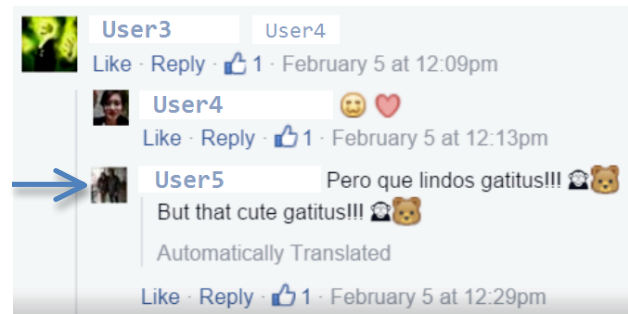 User3 User4
Like · Reply · 1 · February 5 at 12:09pm
User4
Like · Reply · 1 · February 5 at 12:13pm
User5 Pero que lindos gatitus!!!
But that cute gatitus!!!
Automatically Translated
Like · Reply · 1 · February 5 at 12:29pm